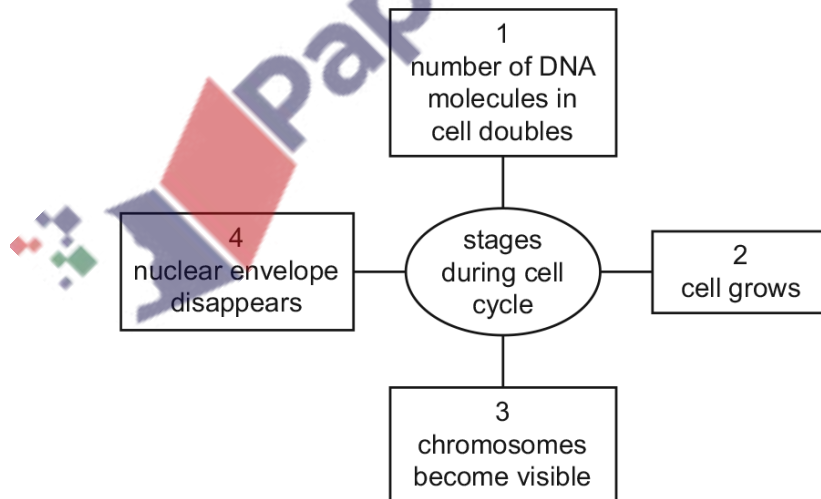 Pap
1
number of DNA
molecules in
cell doubles
4
nuclear envelope
disappears
stages
during cell
cycle
2
cell grows
3
chromosomes
become visible